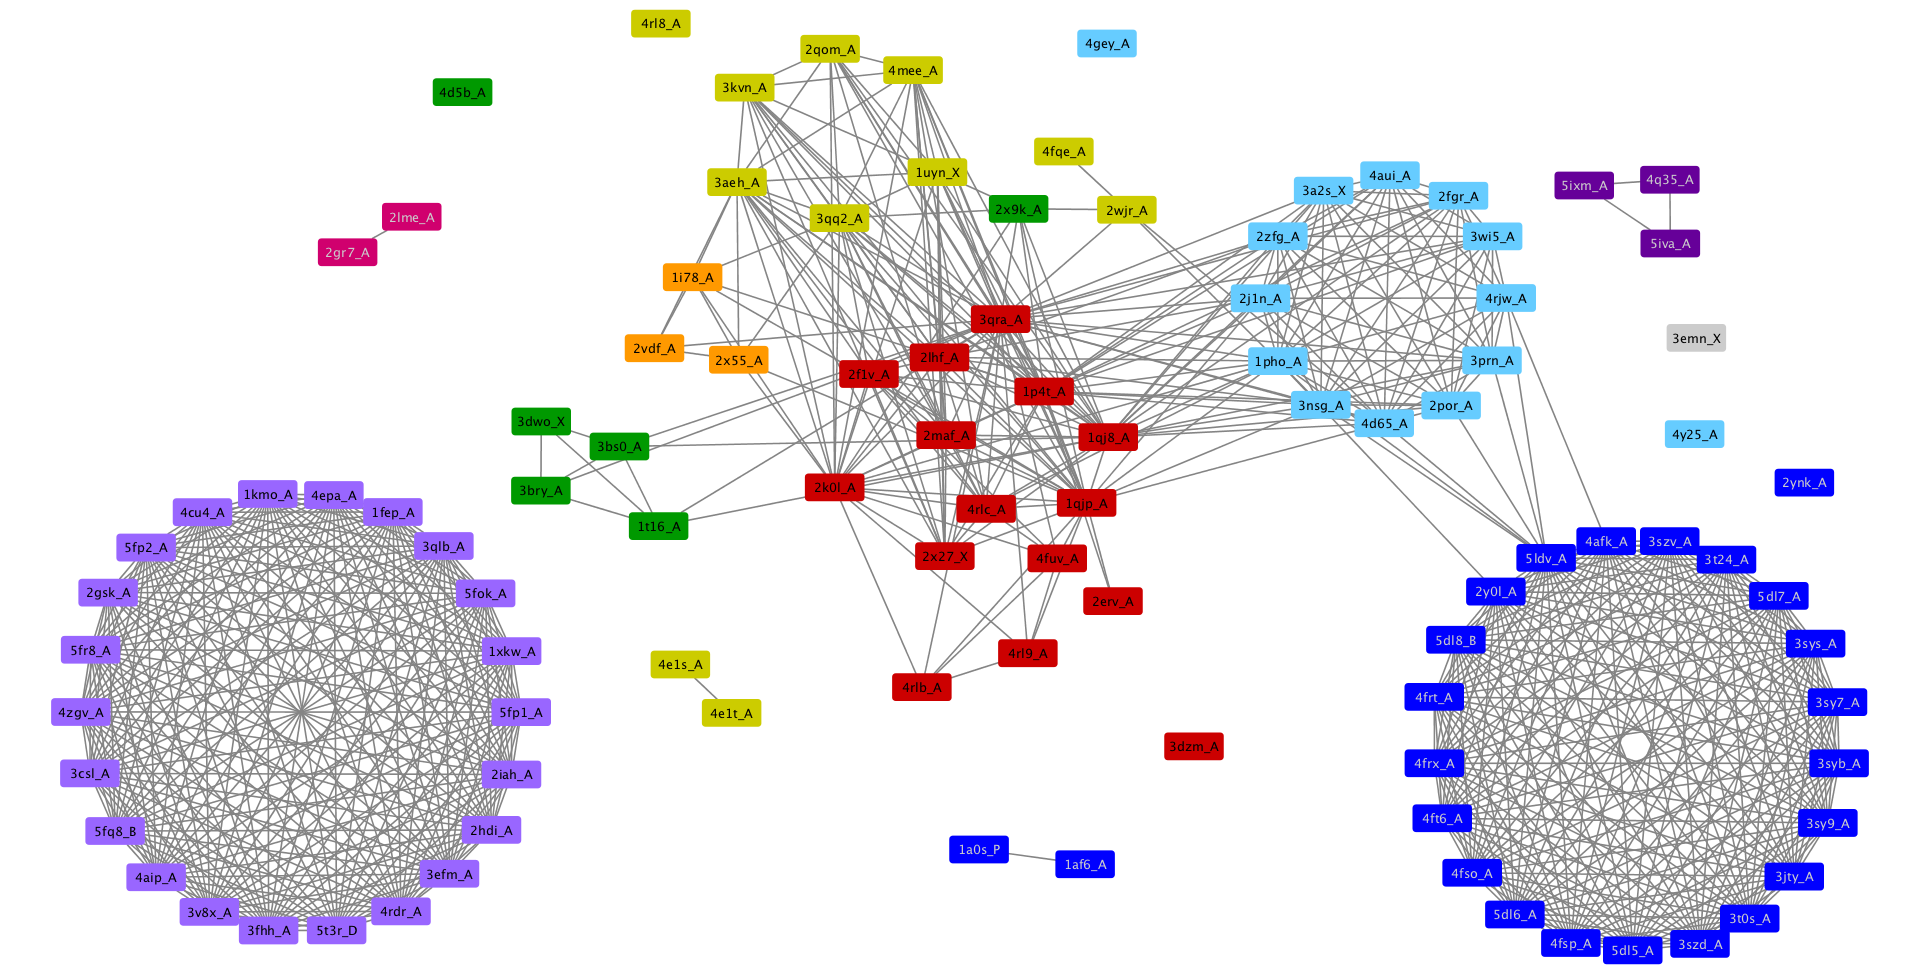 4rl8_A
4gey_A
2qom_A
4mee_A
3kvn_A
4d5b_A
4fqe_A
1uyn_X
3aeh_A
4aui_A
3a2s_X
2fgr_A
5ixm_A
4q35_A
2x9k_A
2wjr_A
3qq2_A
2lme_A
2gr7_A
2zfg_A
3wi5_A
5iva_A
1i78_A
2j1n_A
4rjw_A
3qra_A
3emn_X
2vdf_A
2x55_A
2lhf_A
2f1v_A
1pho_A
3prn_A
1p4t_A
3nsg_A
2por_A
4d65_A
3dwo_X
3bs0_A
2maf_A
1qj8_A
4y25_A
3bry_A
2k0l_A
1qjp_A
4rlc_A
2ynk_A
1t16_A
2x27_X
4fuv_A
2erv_A
4rl9_A
4rlb_A
4e1s_A
4e1t_A
3dzm_A
1a0s_P
1af6_A
1kmo_A
4epa_A
4cu4_A
1fep_A
5fp2_A
3qlb_A
2gsk_A
5fok_A
5fr8_A
1xkw_A
4zgv_A
5fp1_A
3csl_A
2iah_A
5fq8_B
2hdi_A
4aip_A
3efm_A
3v8x_A
4rdr_A
3fhh_A
5t3r_D
4afk_A
3szv_A
5ldv_A
3t24_A
2y0l_A
5dl7_A
5dl8_B
3sys_A
4frt_A
3sy7_A
4frx_A
3syb_A
4ft6_A
3sy9_A
4fso_A
3jty_A
5dl6_A
3t0s_A
4fsp_A
5dl5_A
3szd_A